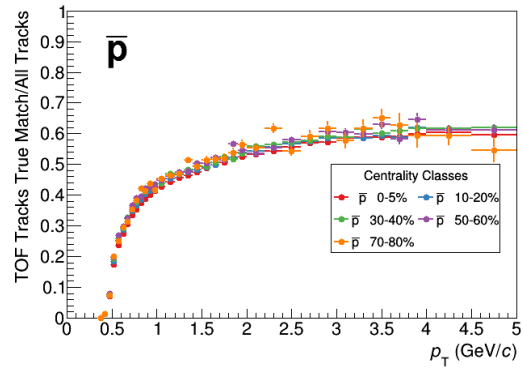 TOF Tracks True Match/All Tracks
1
0.9
0.8
0.7
0.6
0.5
0.4
0.3
0.2
0.1
0
p̅
Centrality Classes
p̅ 0-5% p̅ 10-20%
p̅ 30-40% p̅ 50-60%
p̅ 70-80%
0 0.5 1 1.5 2 2.5 3 3.5 4 4.5 5
p_T (GeV/c)